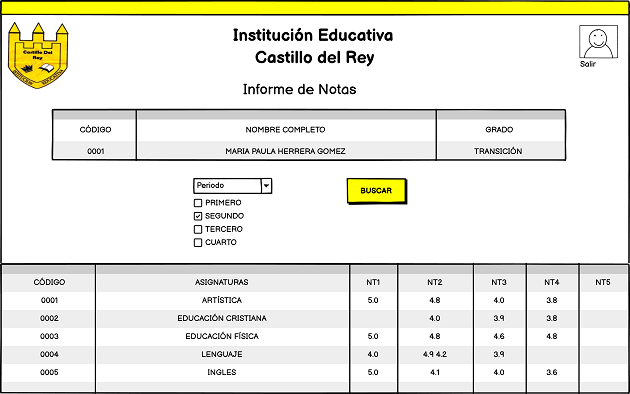 Institución Educativa
Castillo del Rey
Castillo Del
Rey
INSTITUCIÓN EDUCATIVA
Salir
Informe de Notas
CÓDIGO NOMBRE COMPLETO GRADO
0001 MARIA PAULA HERRERA GOMEZ TRANSICIÓN
Periodo
BUSCAR
PRIMERO
SEGUNDO
TERCERO
CUARTO
CÓDIGO ASIGNATURAS NT1 NT2 NT3 NT4 NT5
0001 ARTÍSTICA 5.0 4.8 4.0 3.8
0002 EDUCACIÓN CRISTIANA 4.0 3.9 3.8
0003 EDUCACIÓN FÍSICA 5.0 4.8 4.6 4.8
0004 LENGUAJE 4.0 4.9 4.2 3.9
0005 INGLES 5.0 4.1 4.0 3.6